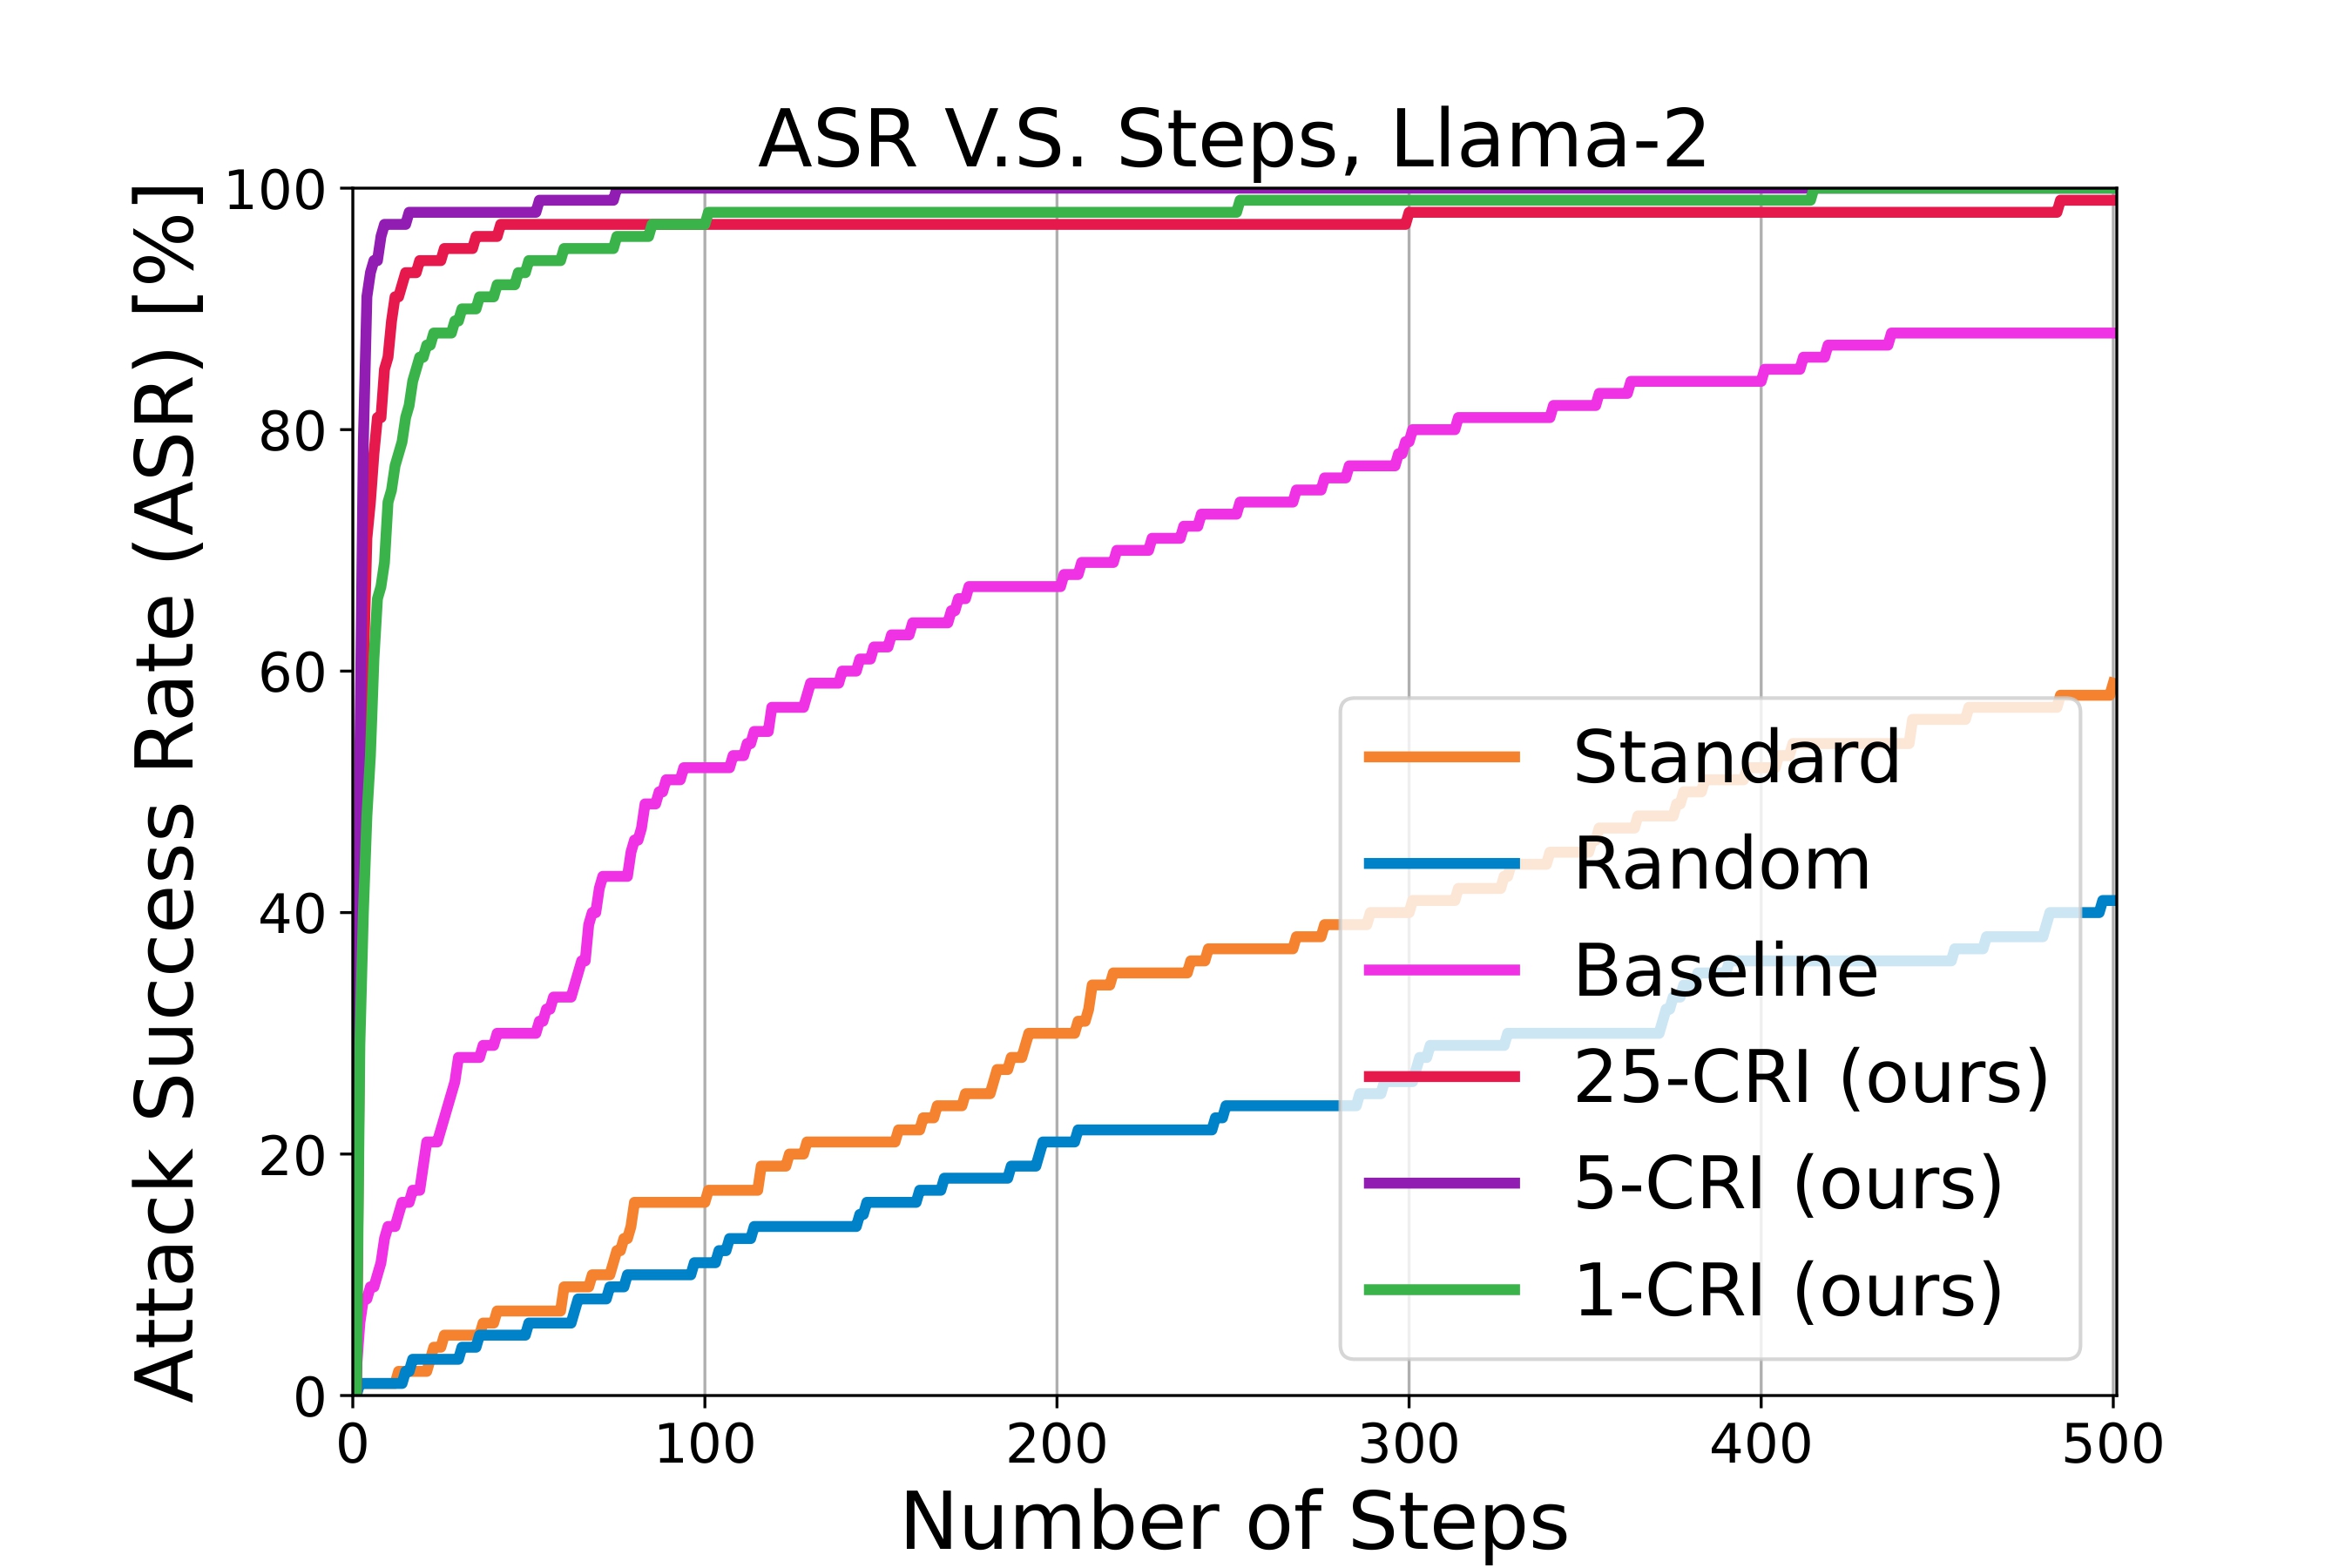 ASR V.S. Steps, Llama-2
Attack Success Rate (ASR) [%]
100
80
60
40
20
0
Standard
Random
Baseline
25-CRI (ours)
5-CRI (ours)
1-CRI (ours)
0 100 200 300 400 500
Number of Steps